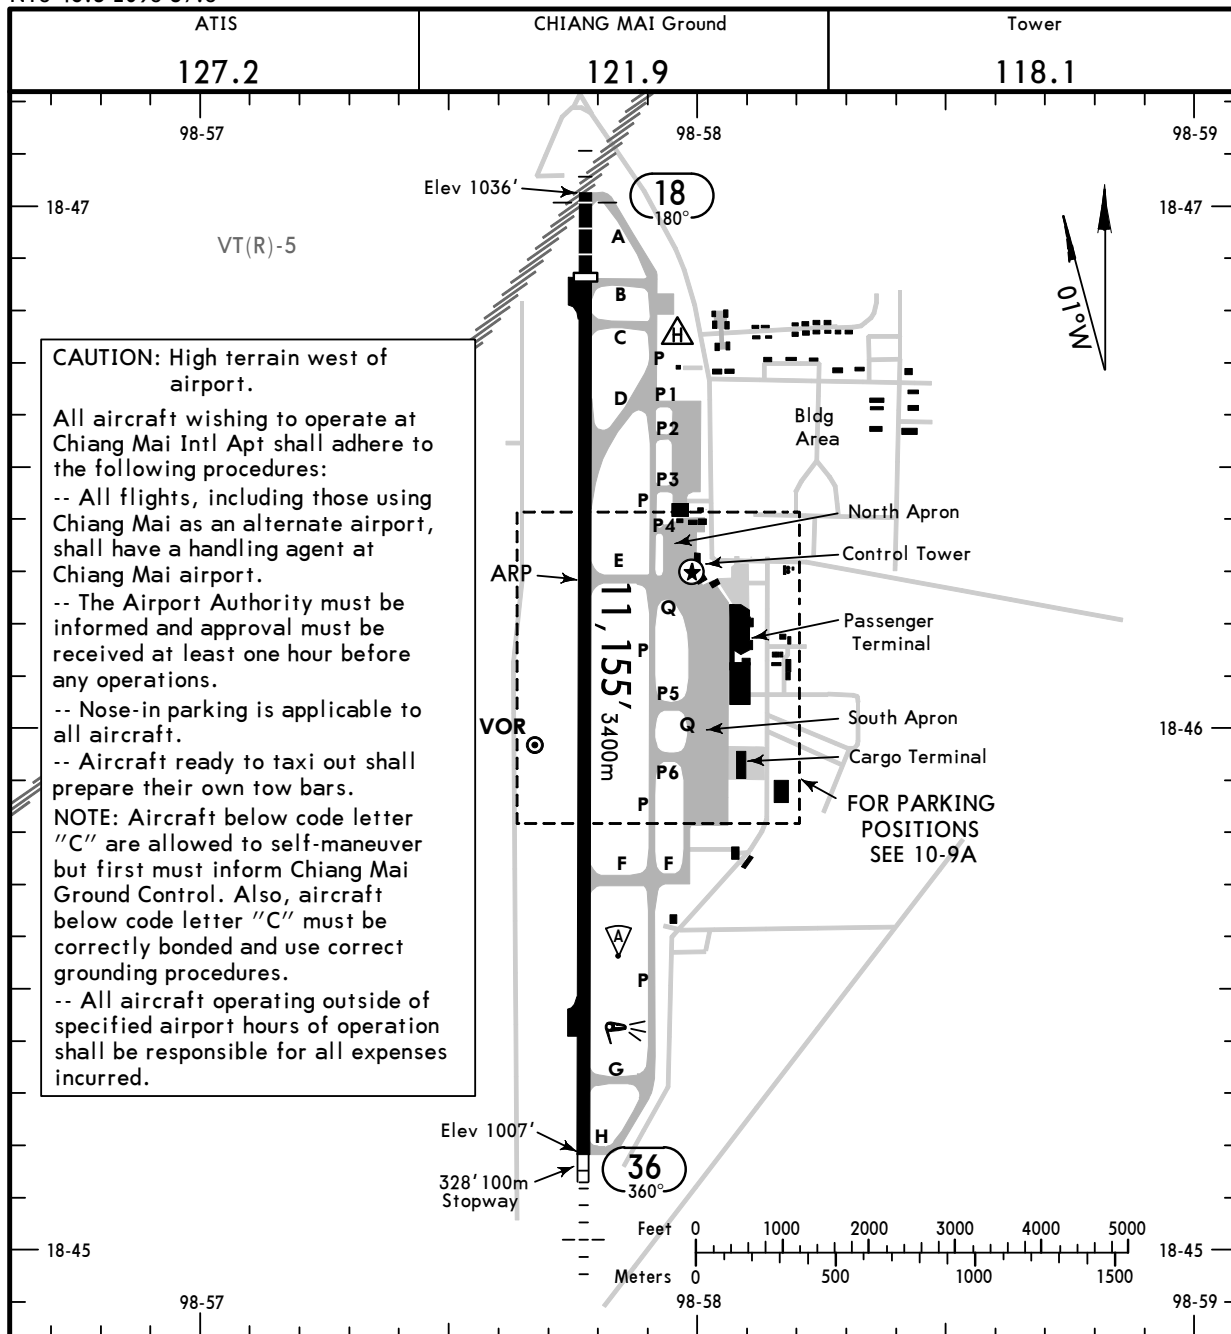 ATIS
127.2
CHIANG MAI Ground
121.9
Tower
118.1
98-57
98-58
98-59
18-47
18-47
Elev 1036'
18
180°
VT(R)-5
01°W
A
B
C
H
P
D
P1
P2
P3
P
P4
Bldg
Area
North Apron
Control Tower
E
ARP
Q
11,155'
3400m
P
Passenger
Terminal
P5
Q
South Apron
VOR
18-46
P6
Cargo Terminal
P
FOR PARKING
POSITIONS
SEE 10-9A
F
F
A
P
G
H
CAUTION: High terrain west of
airport.
All aircraft wishing to operate at
Chiang Mai Intl Apt shall adhere to
the following procedures:
-- All flights, including those using
Chiang Mai as an alternate airport,
shall have a handling agent at
Chiang Mai airport.
-- The Airport Authority must be
informed and approval must be
received at least one hour before
any operations.
-- Nose-in parking is applicable to
all aircraft.
-- Aircraft ready to taxi out shall
prepare their own tow bars.
NOTE: Aircraft below code letter
"C" are allowed to self-maneuver
but first must inform Chiang Mai
Ground Control. Also, aircraft
below code letter "C" must be
correctly bonded and use correct
grounding procedures.
-- All aircraft operating outside of
specified airport hours of operation
shall be responsible for all expenses
incurred.
Elev 1007'
36
360°
328' 100m
Stopway
Feet 0 1000 2000 3000 4000 5000
Meters 0 500 1000 1500
18-45
18-45
98-57
98-58
98-59